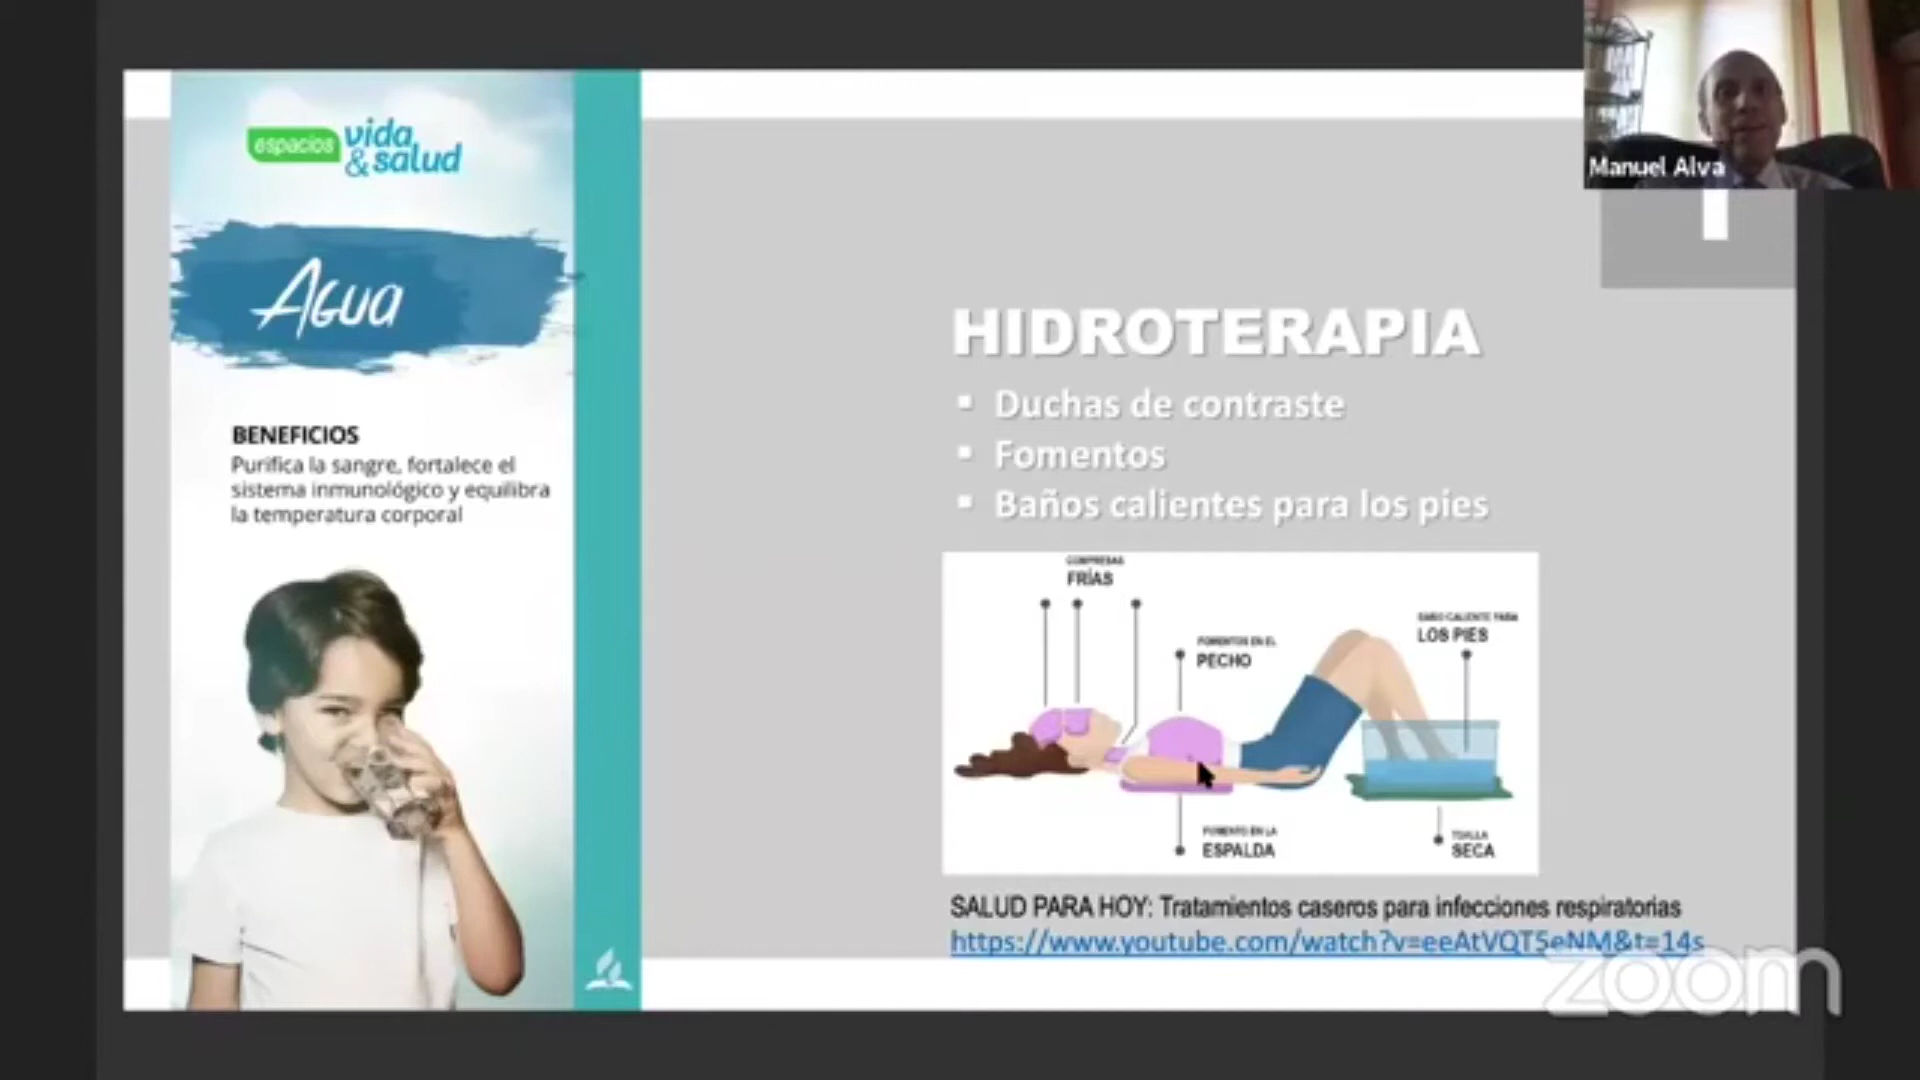 espacios vida
& salud
Agua
BENEFICIOS
Purifica la sangre, fortalece el
sistema inmunológico y equilibra
la temperatura corporal
Manuel Alva
HIDROTERAPIA
▪ Duchas de contraste
▪ Fomentos
▪ Baños calientes para los pies
COMPRESAS
FRÍAS
FOMENTOS EN EL
PECHO
BAÑO CALIENTE PARA
LOS PIES
FOMENTO EN LA
ESPALDA
TOALLA
SECA
SALUD PARA HOY: Tratamientos caseros para infecciones respiratorias
https://www.youtube.com/watch?v=eeAtVQT5eNM&t=14s
zoom